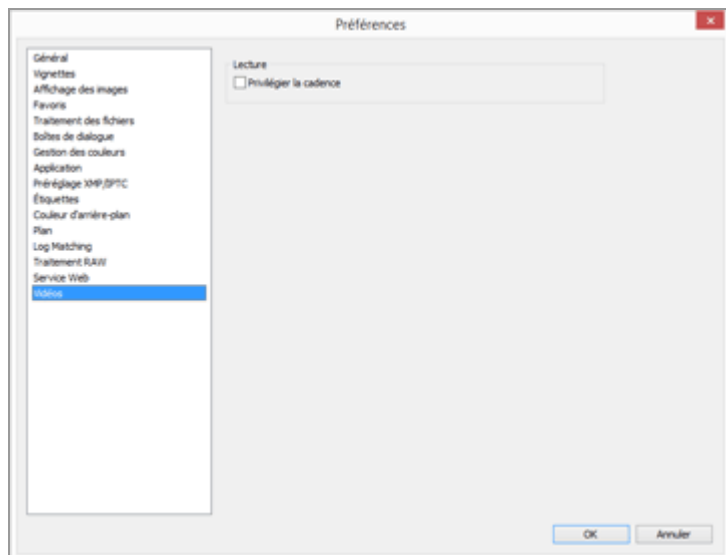 Préférences
Général
Vignettes
Affichage des images
Favoris
Traitement des fichiers
Boîtes de dialogue
Gestion des couleurs
Application
Préréglage XMP/IPTC
Étiquettes
Couleur d'arrière-plan
Plan
Log Matching
Traitement RAW
Service Web
Vidéos
Lecture
Privilégier la cadence
OK
Annuler